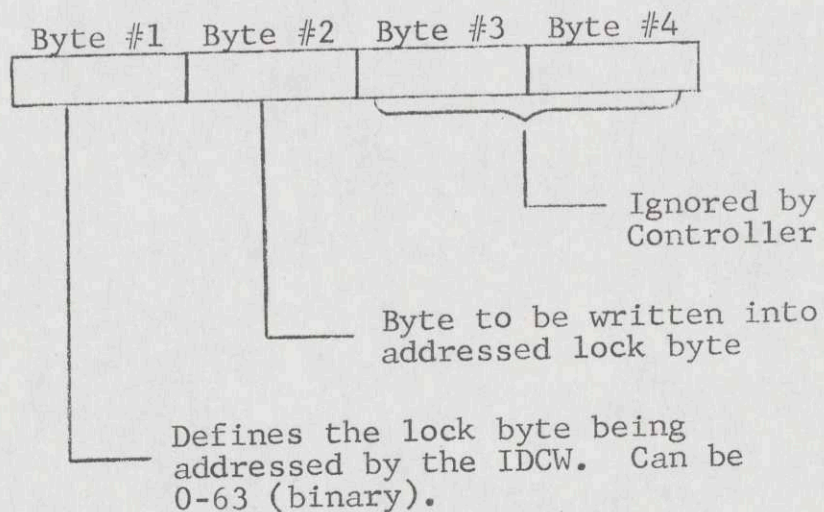 Byte #1 Byte #2 Byte #3 Byte #4
Ignored by
Controller
Byte to be written into
addressed lock byte
Defines the lock byte being
addressed by the IDCW. Can be
0-63 (binary).